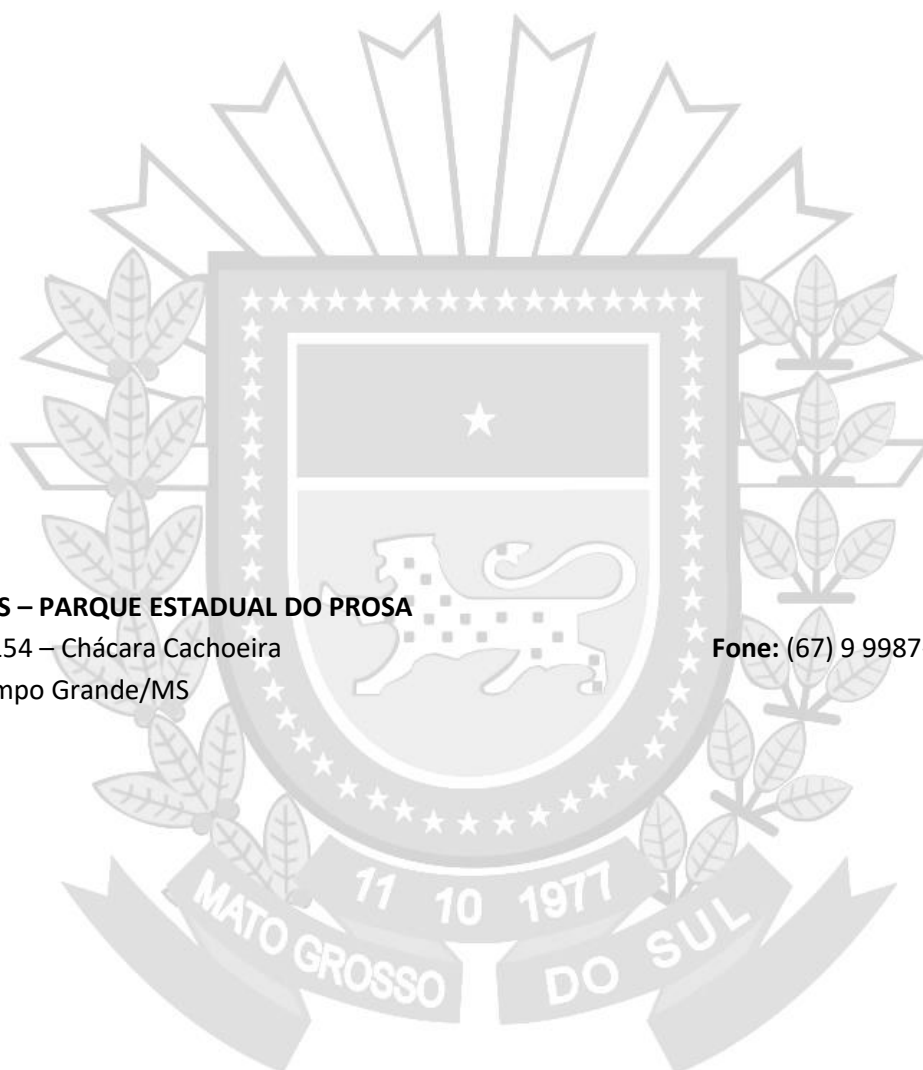 S – PARQUE ESTADUAL DO PROSA
154 – Chácara Cachoeira
Fone: (67) 9 9987
mpo Grande/MS
11 10 1977
MATO GROSSO DO SUL